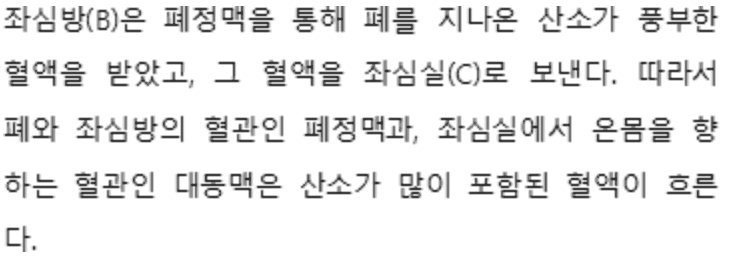 좌심방(B)은 폐정맥을 통해 폐를 지나온 산소가 풍부한
혈액을 받았고, 그 혈액을 좌심실(C)로 보낸다. 따라서
폐와 좌심방의 혈관인 폐정맥과, 좌심실에서 온몸을 향
하는 혈관인 대동맥은 산소가 많이 포함된 혈액이 흐른
다.